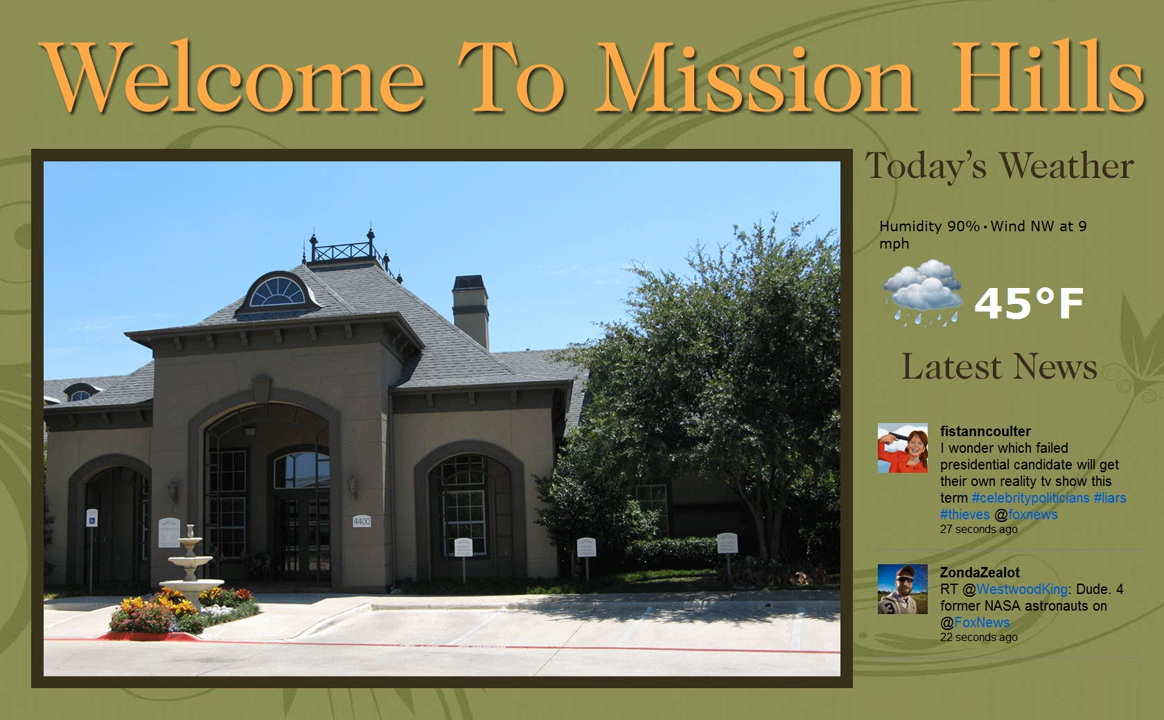 Welcome To Mission Hills
Today's Weather
Humidity 90% · Wind NW at 9
mph
45°F
Latest News
fistanncoulter
I wonder which failed
presidential candidate will get
their own reality tv show this
term #celebritypoliticians #liars
#thieves @foxnews
27 seconds ago
ZondaZealot
RT @WestwoodKing: Dude. 4
former NASA astronauts on
@FoxNews
22 seconds ago
4400